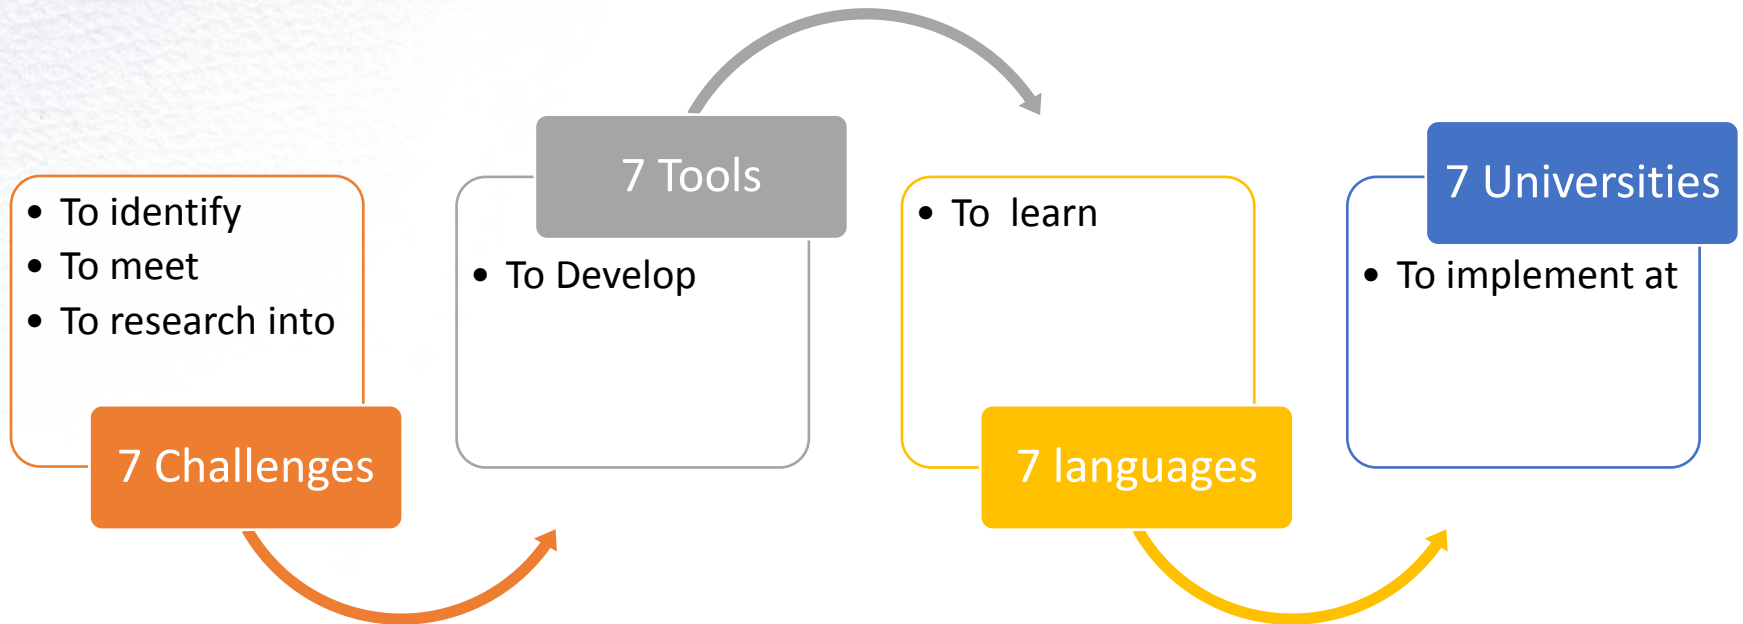 • To identify
• To meet
• To research into
7 Challenges
7 Tools
• To Develop
• To  learn
7 languages
7 Universities
• To implement at